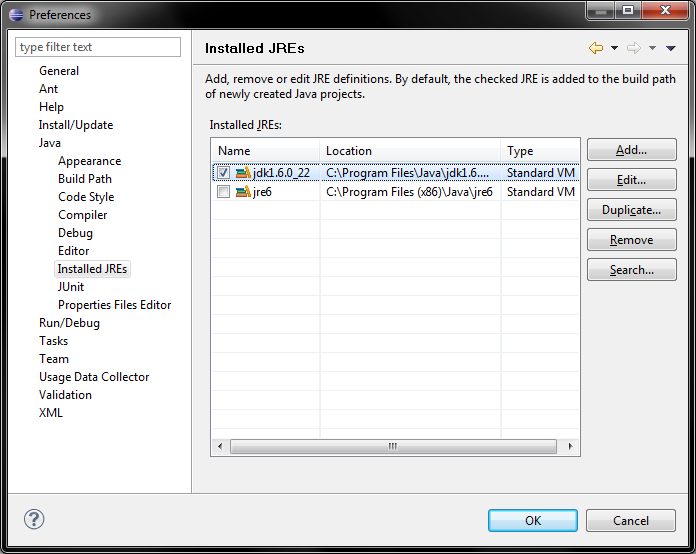 Preferences
type filter text
General
Ant
Help
Install/Update
Java
Appearance
Build Path
Code Style
Compiler
Debug
Editor
Installed JREs
JUnit
Properties Files Editor
Run/Debug
Tasks
Team
Usage Data Collector
Validation
XML
Installed JREs
Add, remove or edit JRE definitions. By default, the checked JRE is added to the build path
of newly created Java projects.
Installed JREs:
Name Location Type
jdk1.6.0_22 C:\Program Files\Java\jdk1.6.... Standard VM
jre6 C:\Program Files (x86)\Java\jre6 Standard VM
Add...
Edit...
Duplicate...
Remove
Search...
OK Cancel